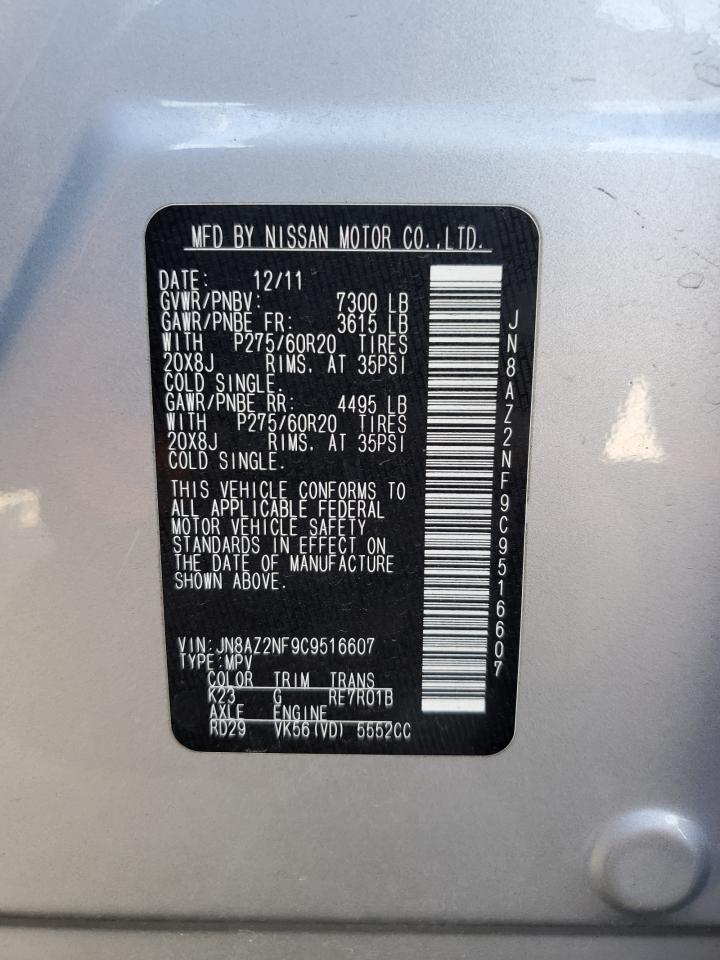 MFD BY NISSAN MOTOR CO.,LTD.
DATE: 12/11
GVWR/PNBV: 7300 LB
GAWR/PNBE FR: 3615 LB
WITH P275/60R20 TIRES
20X8J RIMS. AT 35PSI
COLD SINGLE.
GAWR/PNBE RR: 4495 LB
WITH P275/60R20 TIRES
20X8J RIMS. AT 35PSI
COLD SINGLE.
THIS VEHICLE CONFORMS TO
ALL APPLICABLE FEDERAL
MOTOR VEHICLE SAFETY
STANDARDS IN EFFECT ON
THE DATE OF MANUFACTURE
SHOWN ABOVE.
VIN:JN8AZ2NF9C9516607
TYPE:MPV
COLOR TRIM TRANS
K23 G RE7R01B
AXLE ENGINE
RD29 VK56(VD) 5552CC
JN8AZ2NF9C9516607